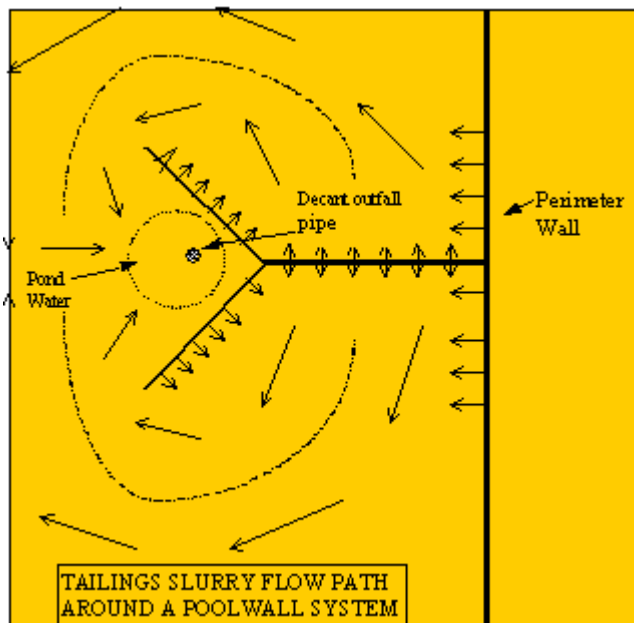 Decant outfall
pipe
Perimeter
Wall
Pond
Water
TAILINGS SLURRY FLOW PATH
AROUND A POOLWALL SYSTEM